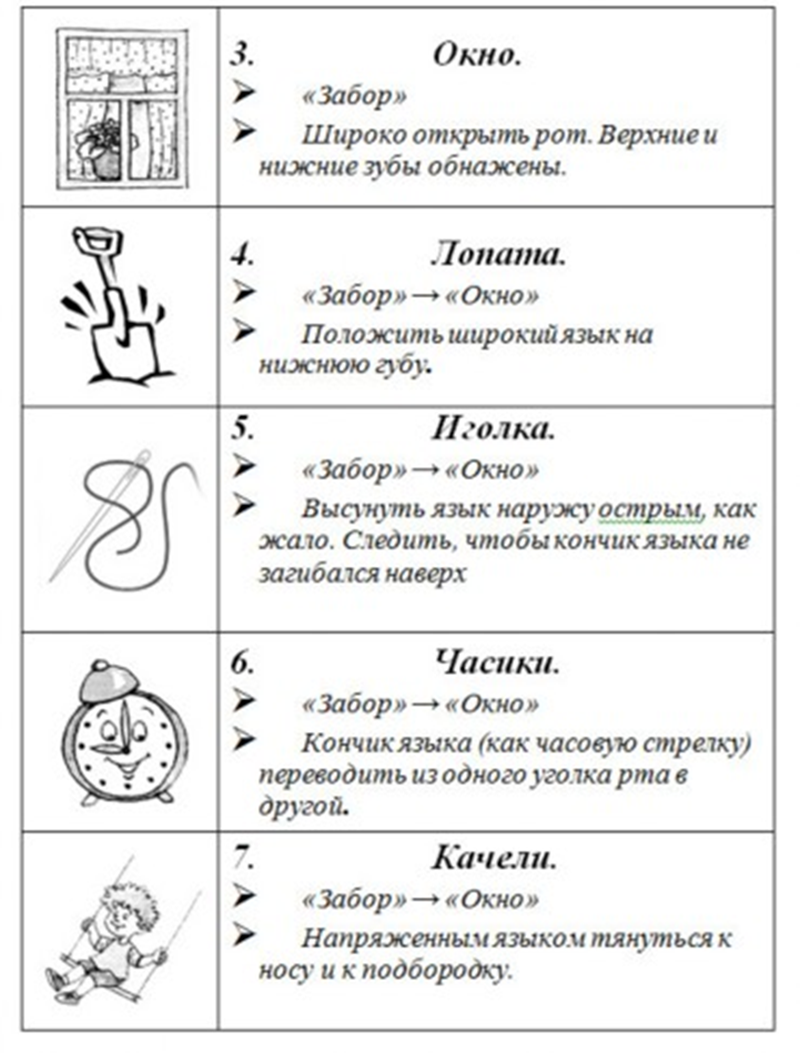 3. Окно.
➤ «Забор»
➤ Широко открыть рот. Верхние и
нижние зубы обнажены.
4. Лопата.
➤ «Забор» → «Окно»
➤ Положить широкий язык на
нижнюю губу.
5. Иголка.
➤ «Забор» → «Окно»
➤ Высунуть язык наружу острым, как
жало. Следить, чтобы кончик языка не
загибался наверх
6. Часики.
➤ «Забор» → «Окно»
➤ Кончик языка (как часовую стрелку)
переводить из одного уголка рта в
другой.
7. Качели.
➤ «Забор» → «Окно»
➤ Напряженным языком тянуться к
носу и к подбородку.